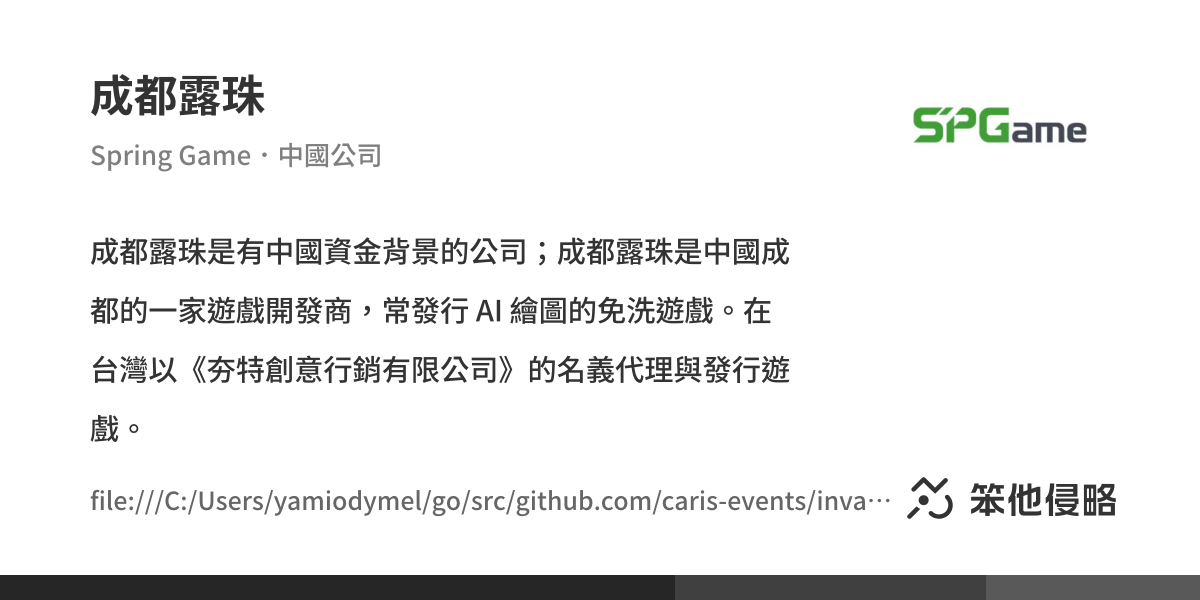 成都露珠
SPGame
Spring Game・中國公司
成都露珠是有中國資金背景的公司；成都露珠是中國成
都的一家遊戲開發商，常發行 AI 繪圖的免洗遊戲。在
台灣以《夯特創意行銷有限公司》的名義代理與發行遊
戲。
file:///C:/Users/yamiodymel/go/src/github.com/caris-events/inva…
笨他侵略